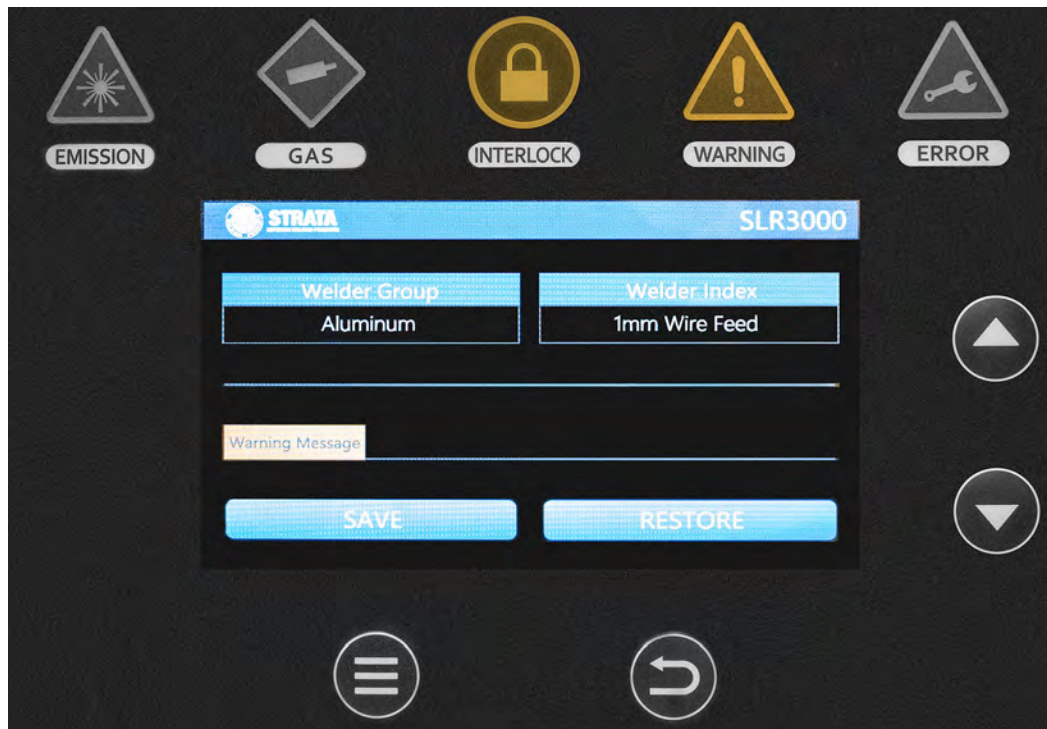 EMISSION
GAS
INTERLOCK
WARNING
ERROR
STRATA
SLR3000
Welder Group
Welder Index
Aluminum
1mm Wire Feed
Warning Message
SAVE
RESTORE